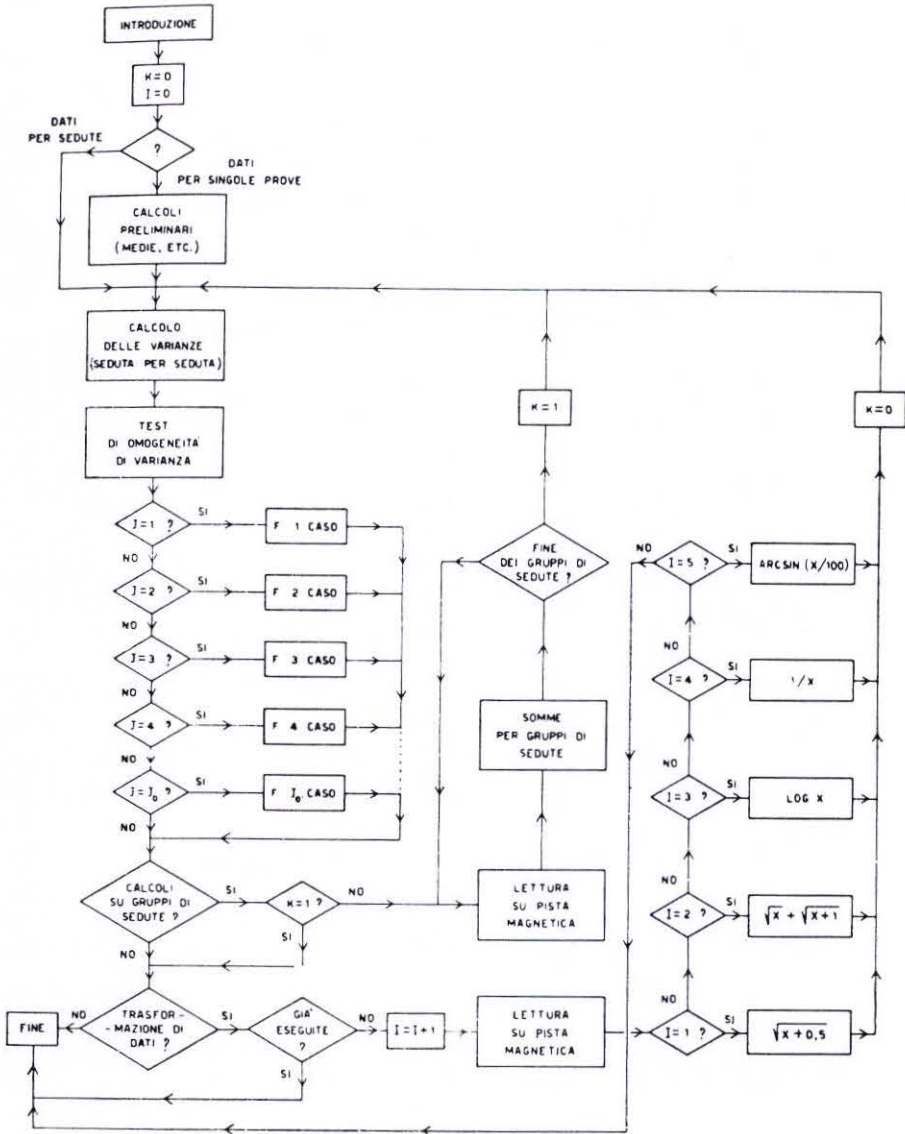 INTRODUZIONE
K=0
I=0
DATI
PER SEDUTE
?
DATI
PER SINGOLE PROVE
CALCOLI
PRELIMINARI
(MEDIE, ETC.)
CALCOLO
DELLE VARIANZE
(SEDUTA PER SEDUTA)
TEST
DI OMOGENEITA'
DI VARIANZA
J=1 ?
SI
F 1 CASO
NO
J=2 ?
SI
F 2 CASO
NO
J=3 ?
SI
F 3 CASO
NO
J=4 ?
SI
F 4 CASO
NO
J=J₀ ?
SI
F J₀ CASO
NO
CALCOLI
SU GRUPPI DI
SEDUTE ?
SI
K=1 ?
NO
SI
NO
LETTURA
SU PISTA
MAGNETICA
SOMME
PER GRUPPI DI
SEDUTE
FINE
DEI GRUPPI DI
SEDUTE ?
K=1
TRASFOR-
-MAZIONE DI
DATI ?
NO
FINE
SI
GIA'
ESEGUITE
?
SI
NO
I=I+1
LETTURA
SU PISTA
MAGNETICA
I=1 ?
SI
√X+0,5
NO
I=2 ?
SI
√X + √X+1
NO
I=3 ?
SI
LOG X
NO
I=4 ?
SI
1/X
NO
I=5 ?
SI
ARCSIN (X/100)
NO
K=0